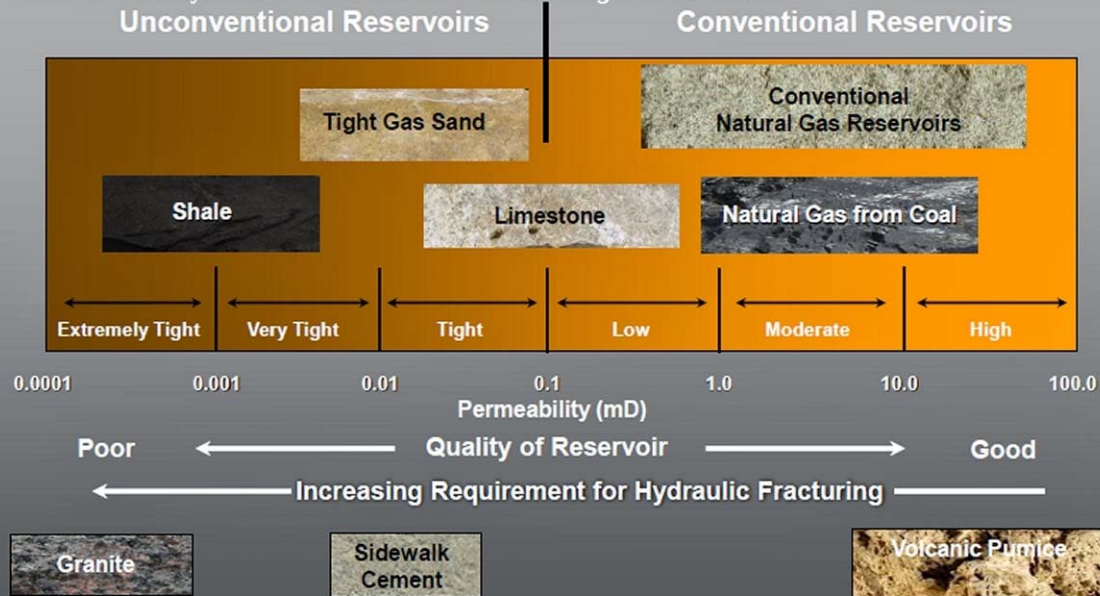 Unconventional Reservoirs
Conventional Reservoirs
Conventional
Natural Gas Reservoirs
Tight Gas Sand
Shale
Limestone
Natural Gas from Coal
Extremely Tight
Very Tight
Tight
Low
Moderate
High
0.0001
0.001
0.01
0.1
1.0
10.0
100.0
Permeability (mD)
Poor
Quality of Reservoir
Good
Increasing Requirement for Hydraulic Fracturing
Granite
Sidewalk
Cement
Volcanic Pumice